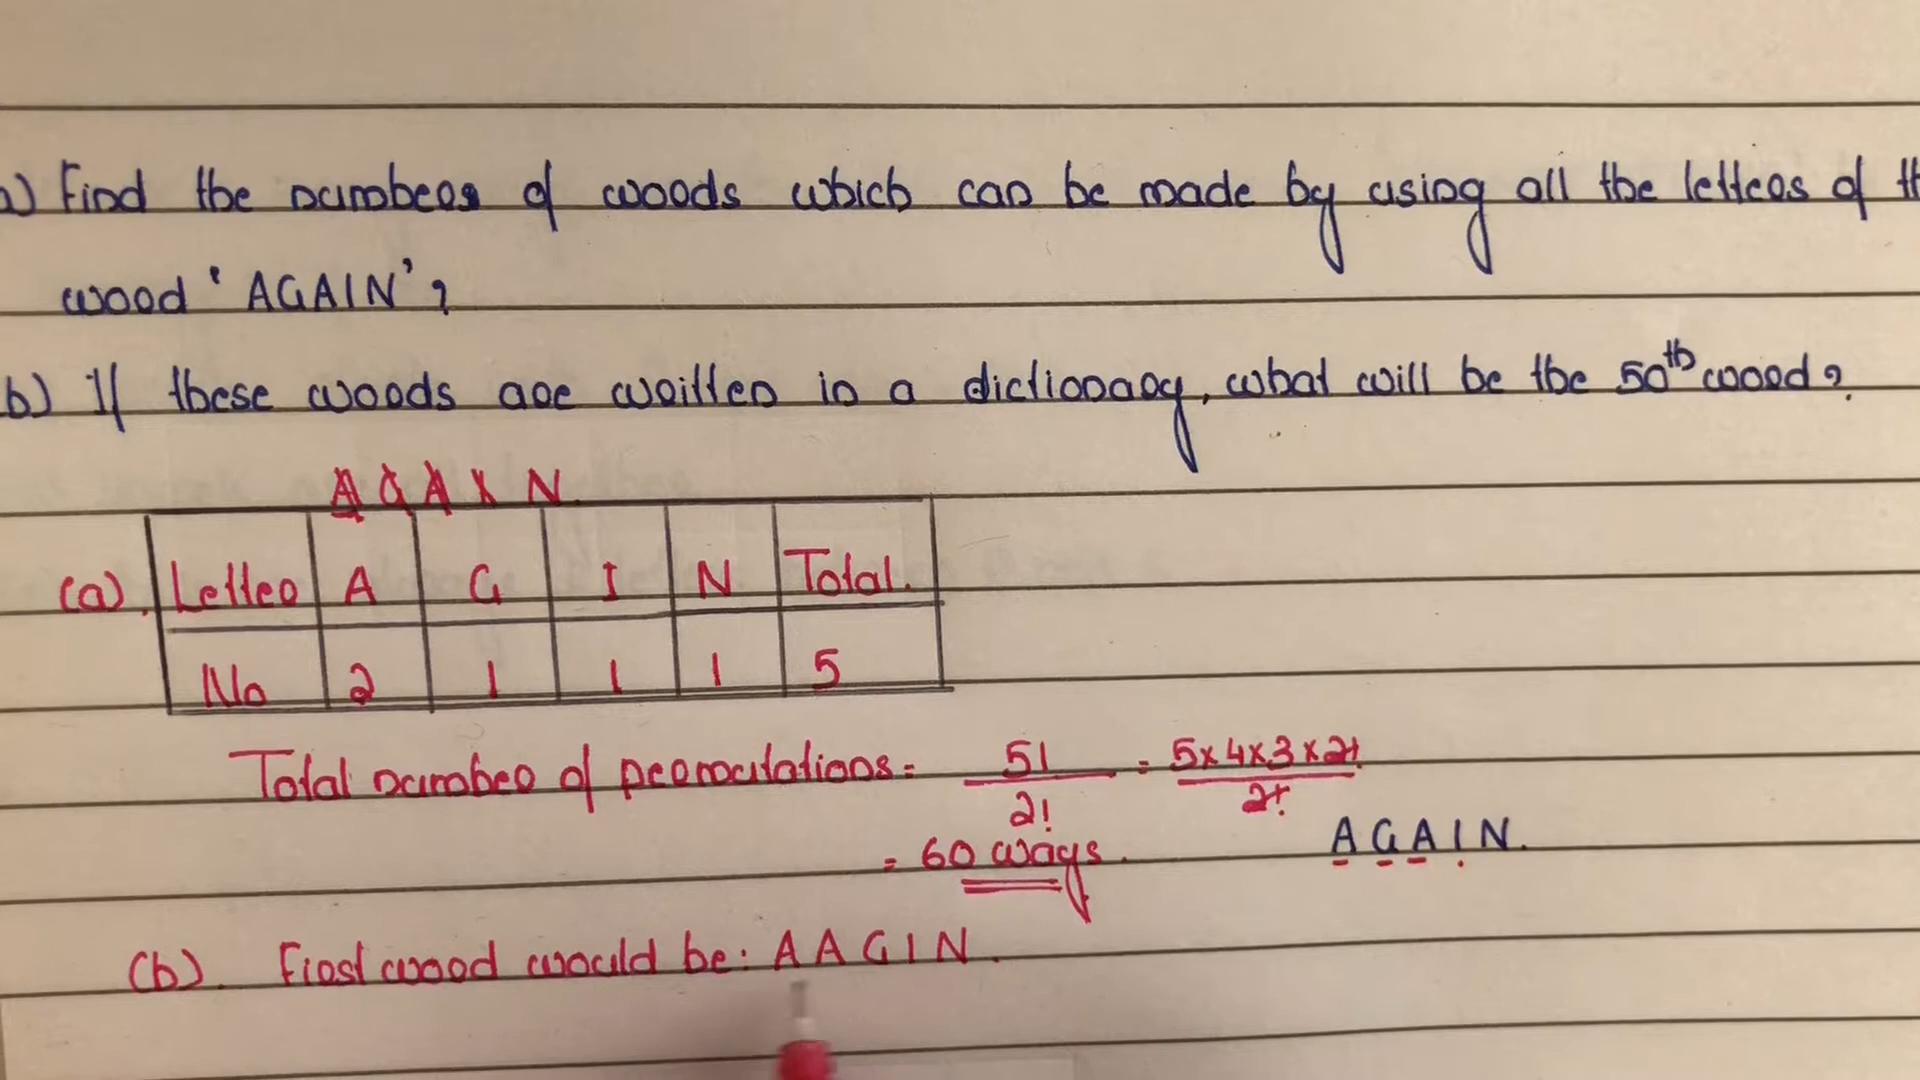 a) Find the numbers of words which can be made by using all the letters of th
word 'AGAIN'?
b) If these words are written in a dictionary, what will be the 50th word?
A G A I N
(a). Letter A G I N Total.
No 2 1 1 1 5
Total number of permutations = 5! / 2! = 5x4x3x2! / 2!
= 60 ways.
A G A I N.
(b). First word would be: A A G I N.